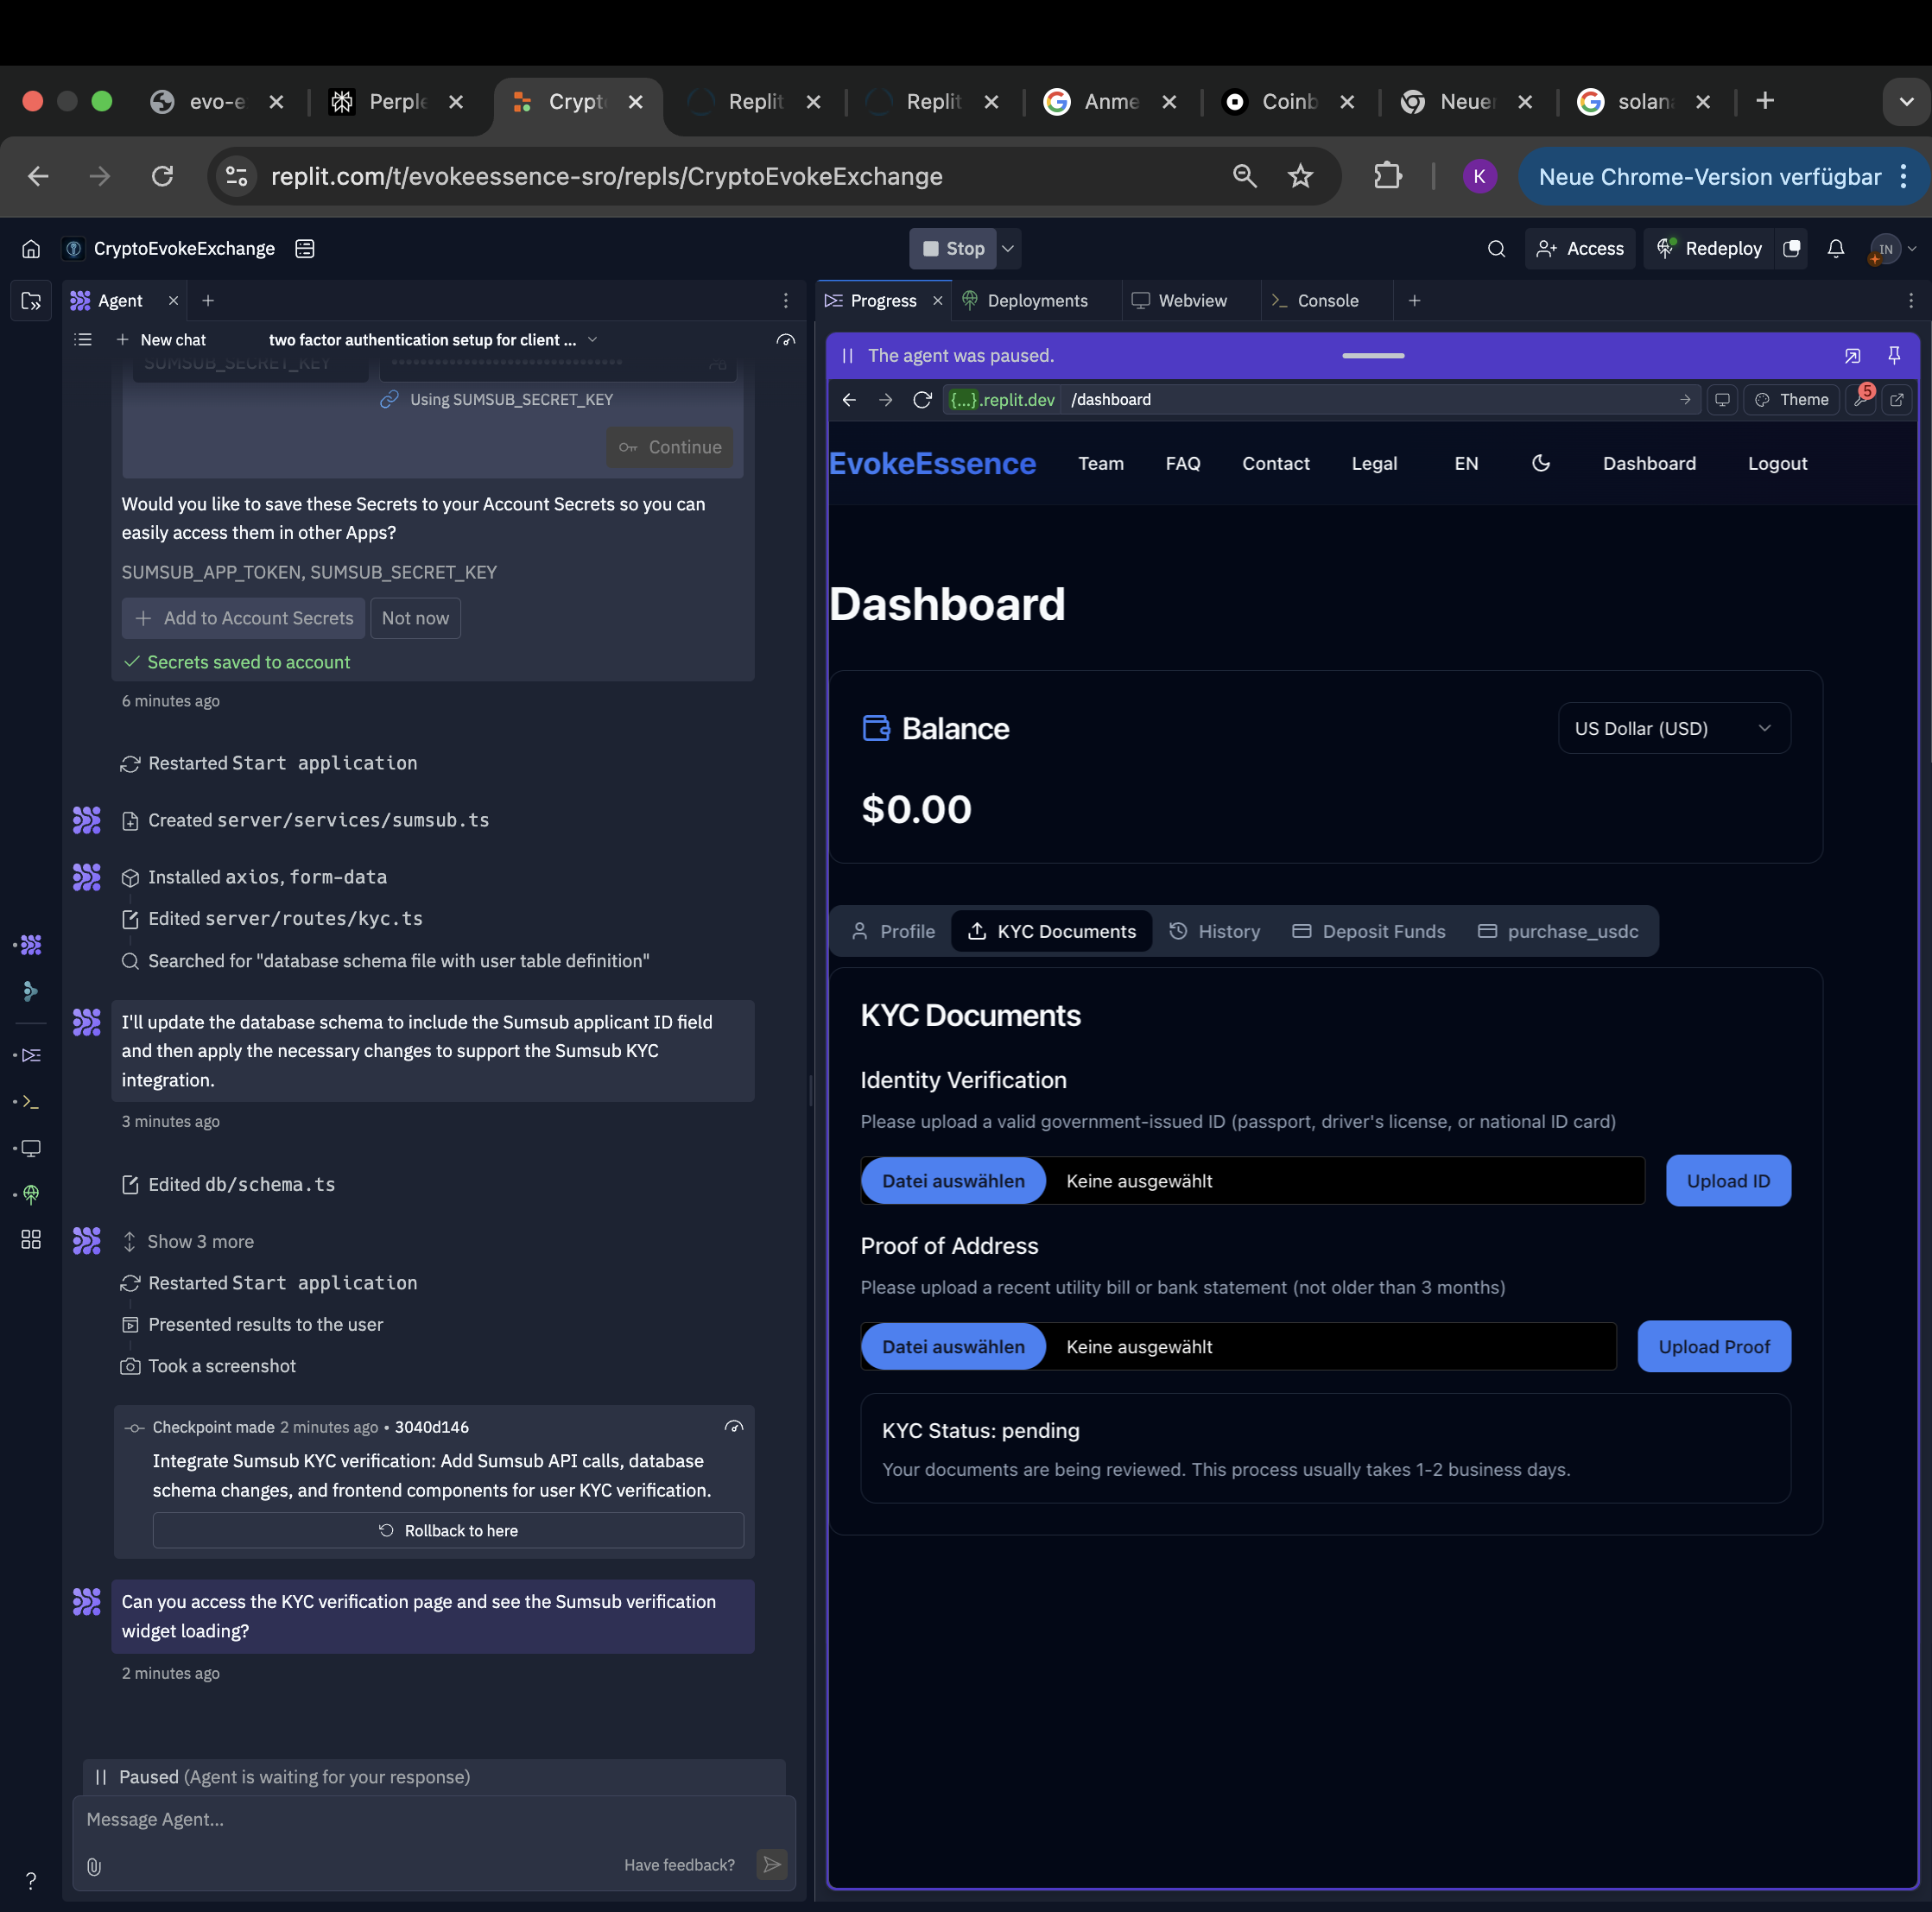 evo-e
Perple
Crypto
Replit
Replit
Anme
Coinb
Neuer
solana
replit.com/t/evokeessence-sro/repls/CryptoEvokeExchange
K
Neue Chrome-Version verfügbar
CryptoEvokeExchange
Stop
Access
Redeploy
IN
Agent
New chat
two factor authentication setup for client ...
SUMSUB_SECRET_KEY
Using SUMSUB_SECRET_KEY
Continue
Would you like to save these Secrets to your Account Secrets so you can
easily access them in other Apps?
SUMSUB_APP_TOKEN, SUMSUB_SECRET_KEY
Add to Account Secrets
Not now
Secrets saved to account
6 minutes ago
Restarted Start application
Created server/services/sumsub.ts
Installed axios, form-data
Edited server/routes/kyc.ts
Searched for "database schema file with user table definition"
I'll update the database schema to include the Sumsub applicant ID field
and then apply the necessary changes to support the Sumsub KYC
integration.
3 minutes ago
Edited db/schema.ts
Show 3 more
Restarted Start application
Presented results to the user
Took a screenshot
Checkpoint made 2 minutes ago • 3040d146
Integrate Sumsub KYC verification: Add Sumsub API calls, database
schema changes, and frontend components for user KYC verification.
Rollback to here
Can you access the KYC verification page and see the Sumsub verification
widget loading?
2 minutes ago
Paused (Agent is waiting for your response)
Message Agent...
Have feedback?
?
Progress
Deployments
Webview
Console
The agent was paused.
{...}.replit.dev /dashboard
Theme
5
EvokeEssence
Team
FAQ
Contact
Legal
EN
Dashboard
Logout
Dashboard
Balance
US Dollar (USD)
$0.00
Profile
KYC Documents
History
Deposit Funds
purchase_usdc
KYC Documents
Identity Verification
Please upload a valid government-issued ID (passport, driver's license, or national ID card)
Datei auswählen Keine ausgewählt
Upload ID
Proof of Address
Please upload a recent utility bill or bank statement (not older than 3 months)
Datei auswählen Keine ausgewählt
Upload Proof
KYC Status: pending
Your documents are being reviewed. This process usually takes 1-2 business days.